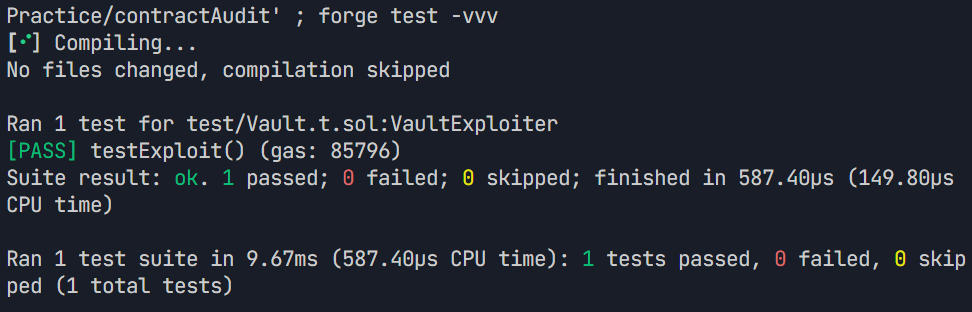 Practice/contractAudit' ; forge test -vvv
[⠊] Compiling...
No files changed, compilation skipped

Ran 1 test for test/Vault.t.sol:VaultExploiter
[PASS] testExploit() (gas: 85796)
Suite result: ok. 1 passed; 0 failed; 0 skipped; finished in 587.40µs (149.80µs
CPU time)

Ran 1 test suite in 9.67ms (587.40µs CPU time): 1 tests passed, 0 failed, 0 skip
ped (1 total tests)